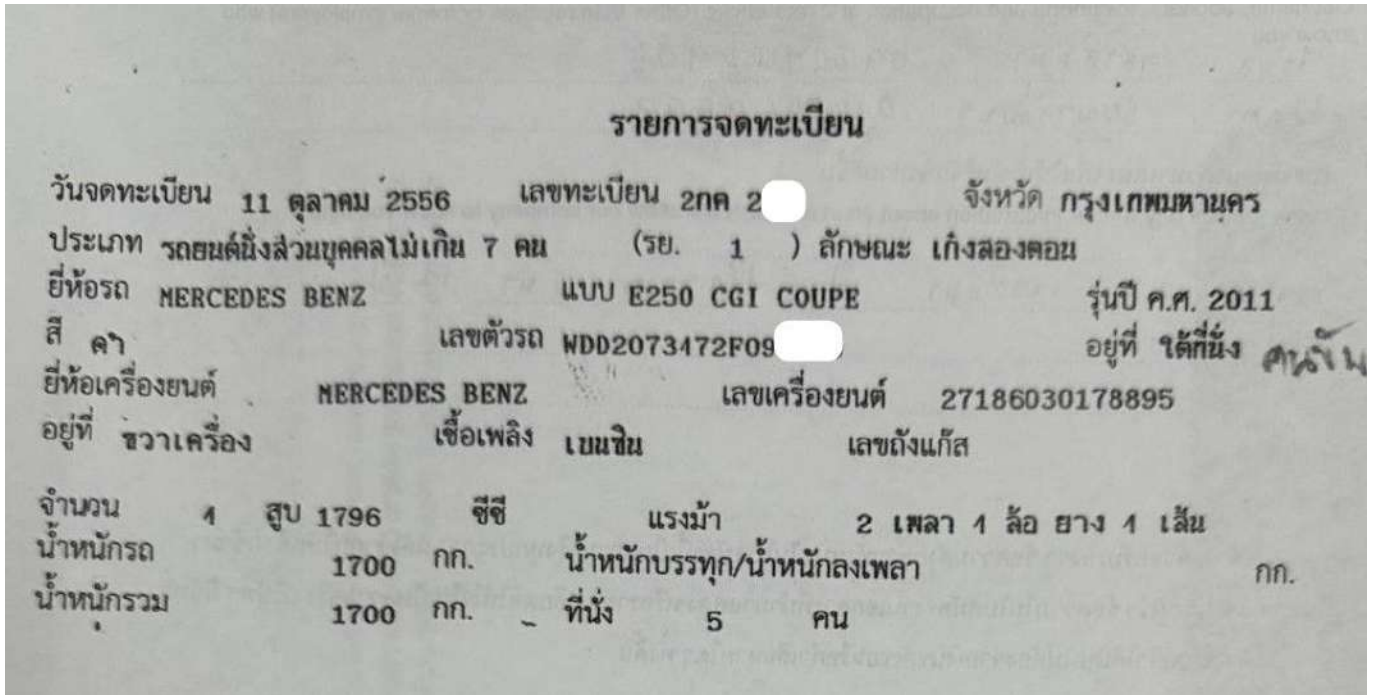 รายการจดทะเบียน
วันจดทะเบียน 11 ตุลาคม 2556 เลขทะเบียน 2กค 2 จังหวัด กรุงเทพมหานคร
ประเภท รถยนต์นั่งส่วนบุคคลไม่เกิน 7 คน (รย. 1 ) ลักษณะ เก๋งสองตอน
ยี่ห้อรถ MERCEDES BENZ แบบ E250 CGI COUPE รุ่นปี ค.ศ. 2011
สี ดำ เลขตัวรถ WDD2073472F09 อยู่ที่ ใต้ที่นั่ง
ยี่ห้อเครื่องยนต์ MERCEDES BENZ เลขเครื่องยนต์ 27186030178895
อยู่ที่ ขวาเครื่อง เชื้อเพลิง เบนซิน เลขถังแก๊ส
จำนวน 4 สูบ 1796 ซีซี แรงม้า 2 เพลา 4 ล้อ ยาง 4 เส้น
น้ำหนักรถ 1700 กก. น้ำหนักบรรทุก/น้ำหนักลงเพลา กก.
น้ำหนักรวม 1700 กก. ที่นั่ง 5 คน